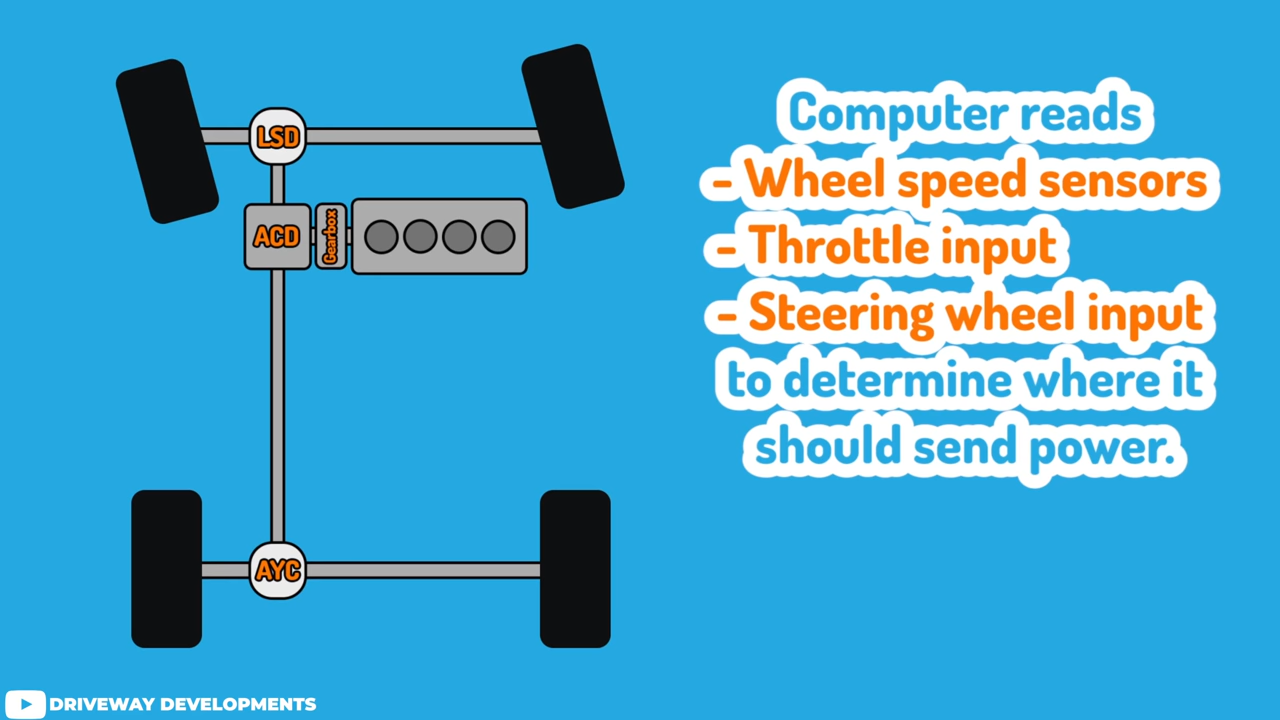 LSD
ACD
Gearbox
AYC
Computer reads
- Wheel speed sensors
- Throttle input
- Steering wheel input
to determine where it
should send power.
DRIVEWAY DEVELOPMENTS